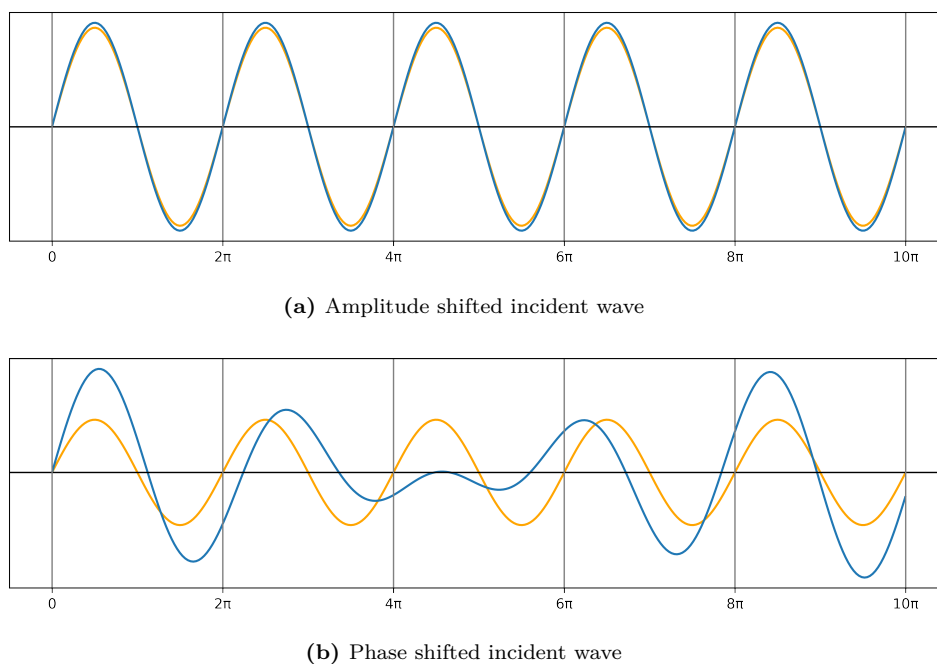 0 2π 4π 6π 8π 10π
(a) Amplitude shifted incident wave
0 2π 4π 6π 8π 10π
(b) Phase shifted incident wave